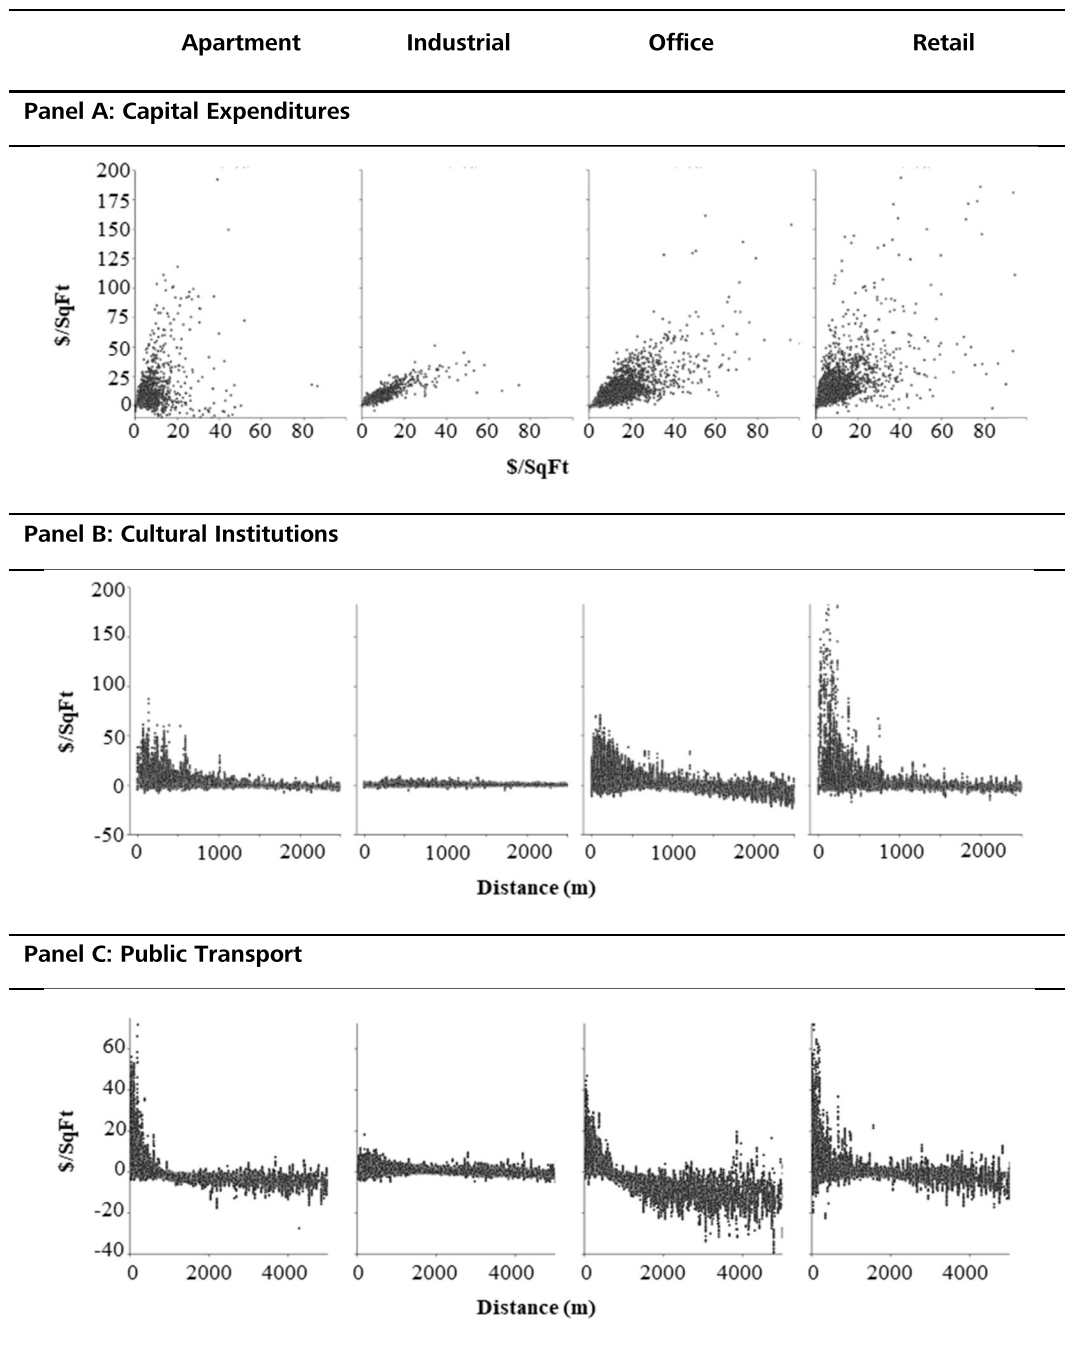 Apartment Industrial Office Retail
Panel A: Capital Expenditures
200
175
150
125
100
75
50
25
0
$/SqFt
0 20 40 60 80 0 20 40 60 80 0 20 40 60 80 0 20 40 60 80
$/SqFt
Panel B: Cultural Institutions
200
150
100
50
0
-50
$/SqFt
0 1000 2000 0 1000 2000 0 1000 2000 0 1000 2000
Distance (m)
Panel C: Public Transport
60
40
20
0
-20
-40
$/SqFt
0 2000 4000 0 2000 4000 0 2000 4000 0 2000 4000
Distance (m)